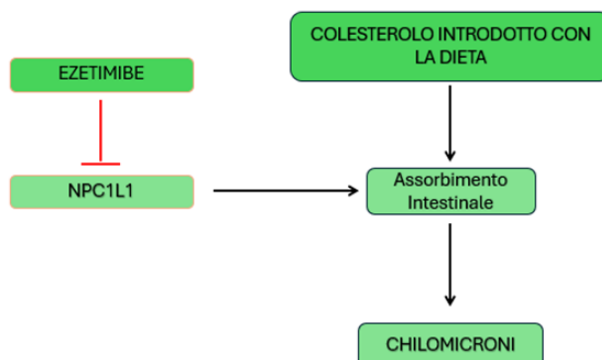 COLESTEROLO INTRODOTTO CON
LA DIETA
EZETIMIBE
NPC1L1
Assorbimento
Intestinale
CHILOMICRONI